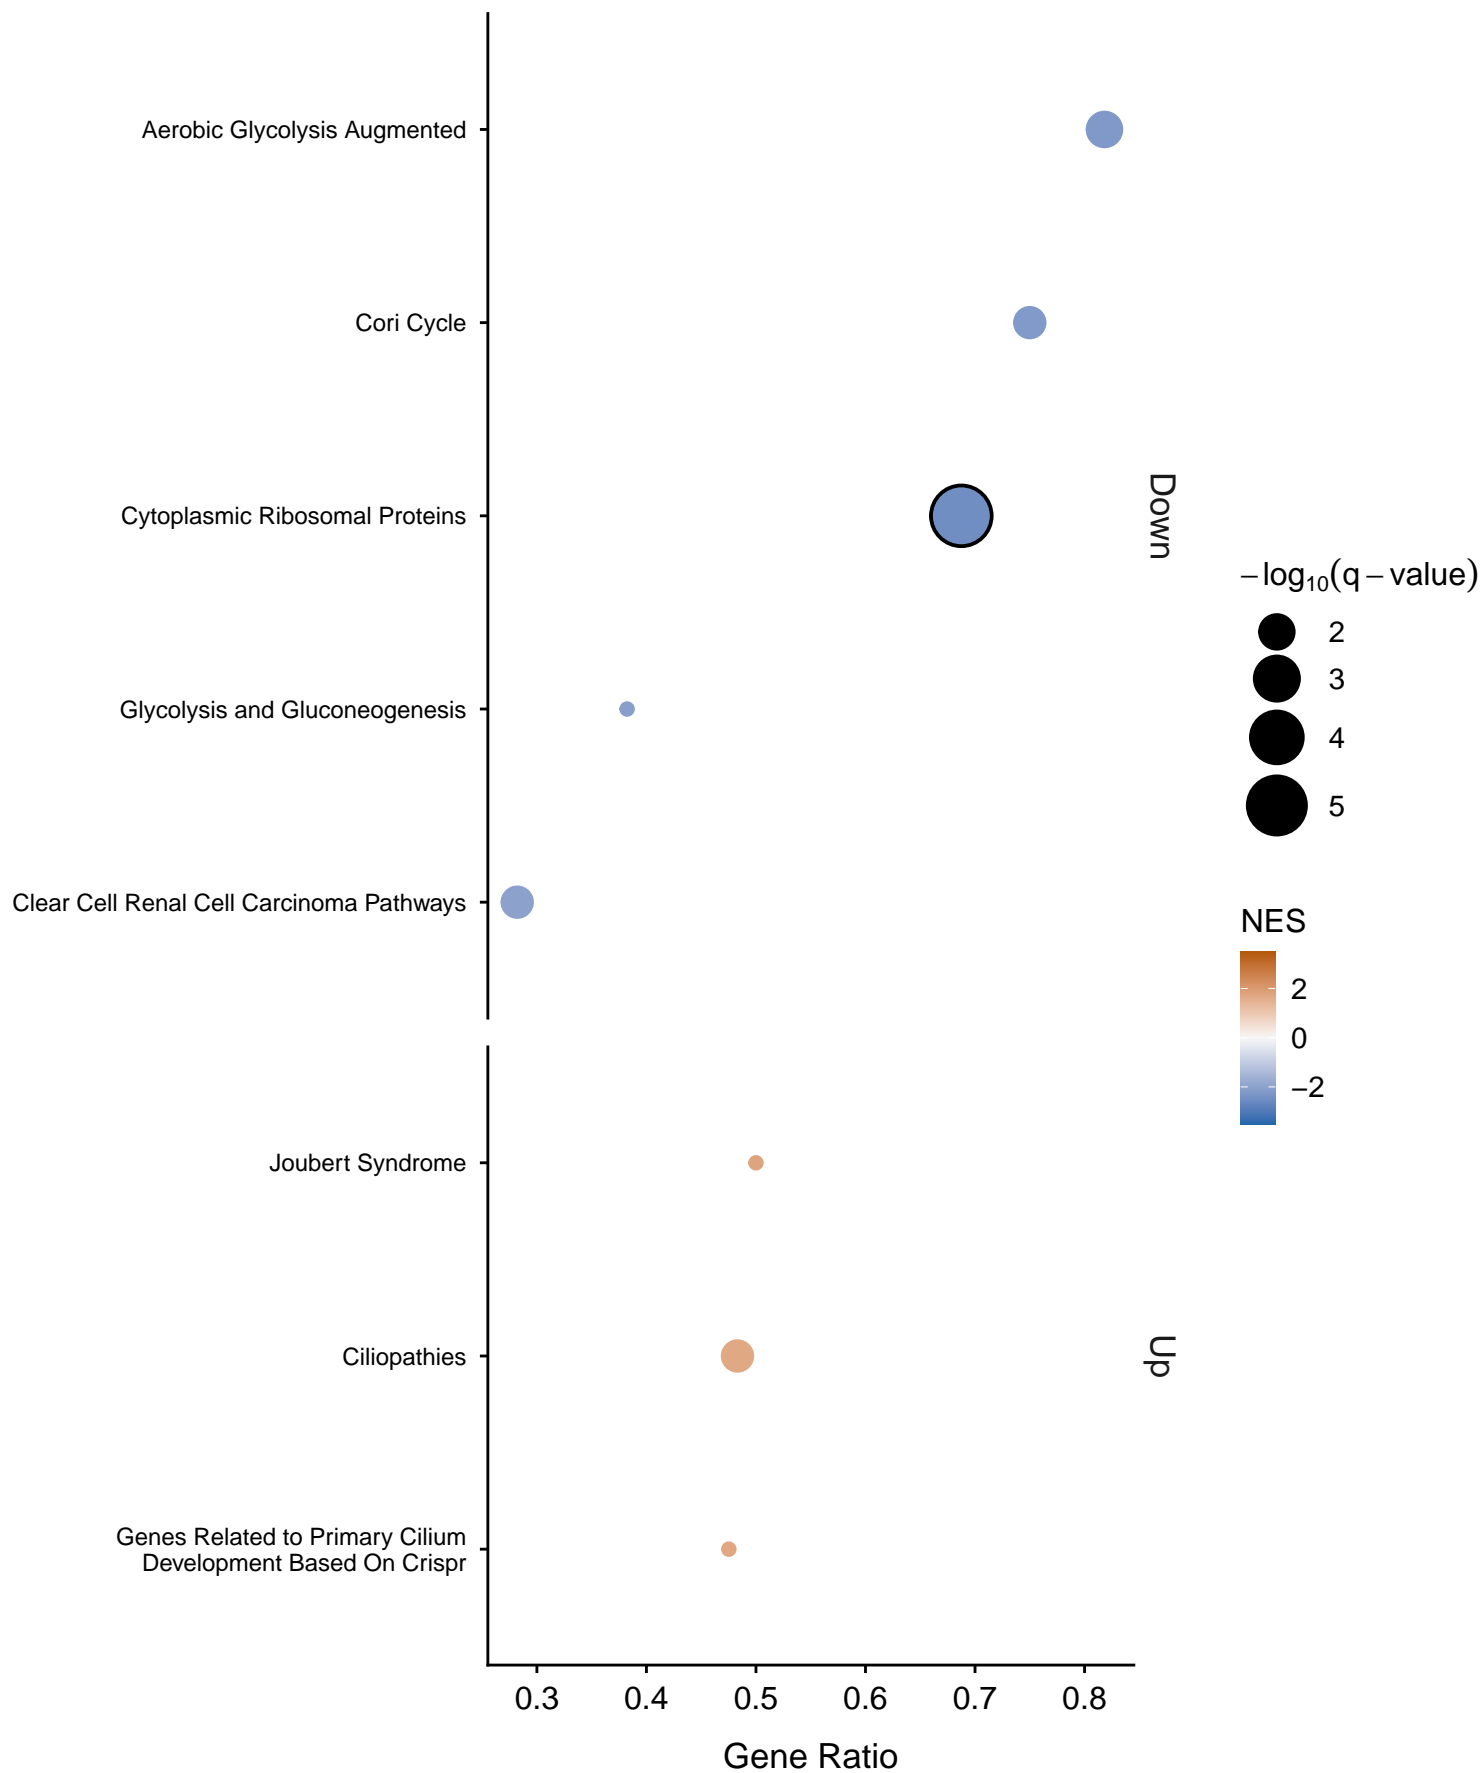 Aerobic Glycolysis Augmented
Cori Cycle
Cytoplasmic Ribosomal Proteins
Glycolysis and Gluconeogenesis
Clear Cell Renal Cell Carcinoma Pathways
Down
Joubert Syndrome
Ciliopathies
Genes Related to Primary Cilium
Development Based On Crispr
Up
0.3 0.4 0.5 0.6 0.7 0.8
Gene Ratio
−log₁₀(q − value)
2
3
4
5
NES
2
0
−2